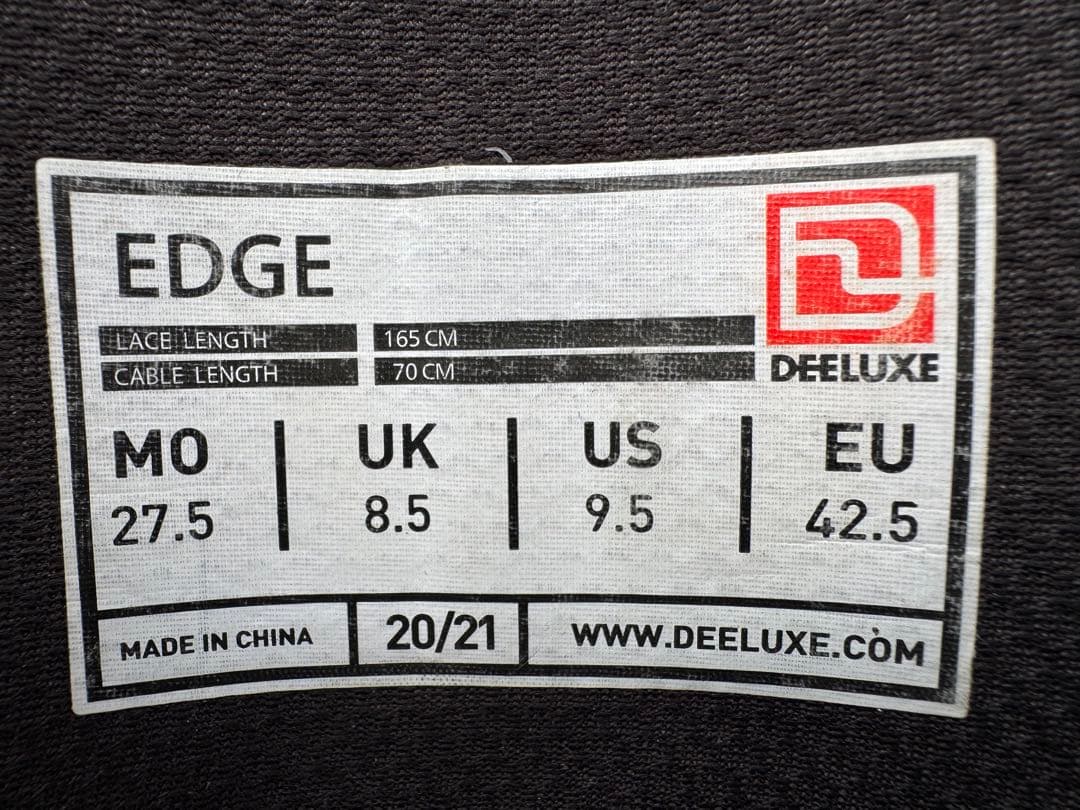 EDGE
LACE LENGTH 165 CM
CABLE LENGTH 70 CM
DEELUXE
MO UK US EU
27.5 8.5 9.5 42.5
MADE IN CHINA 20/21 WWW.DEELUXE.COM